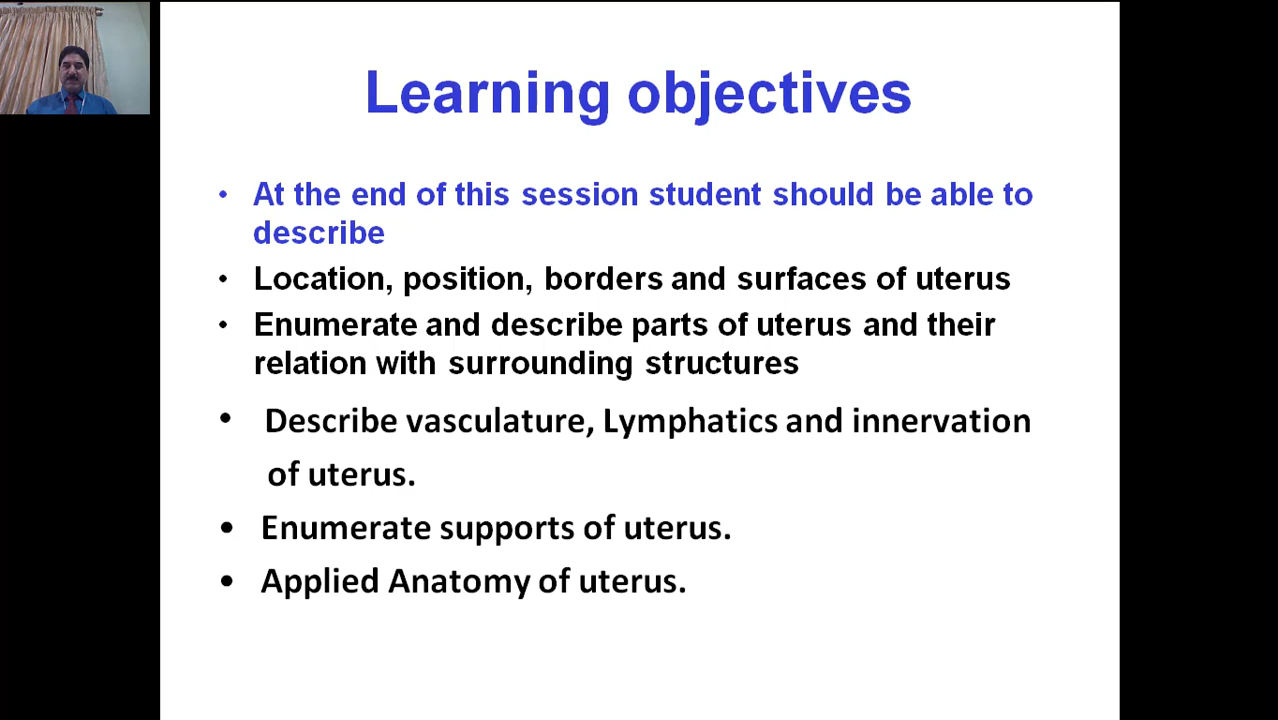 Learning objectives
• At the end of this session student should be able to
describe
• Location, position, borders and surfaces of uterus
• Enumerate and describe parts of uterus and their
relation with surrounding structures
• Describe vasculature, Lymphatics and innervation
of uterus.
• Enumerate supports of uterus.
• Applied Anatomy of uterus.